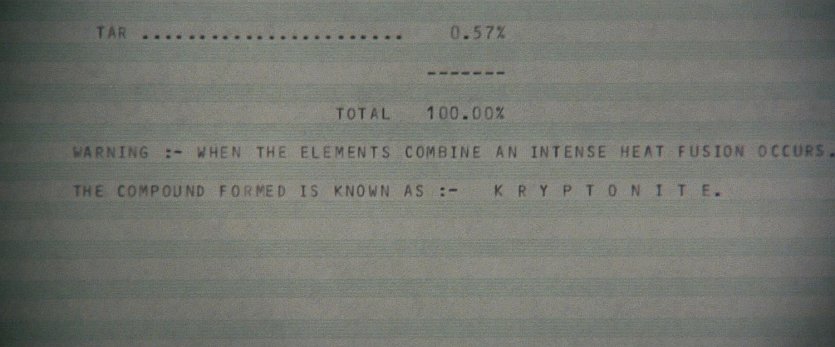 TAR ....................... 0.57%
-------
TOTAL 100.00%
WARNING :- WHEN THE ELEMENTS COMBINE AN INTENSE HEAT FUSION OCCURS.
THE COMPOUND FORMED IS KNOWN AS :- K R Y P T O N I T E.